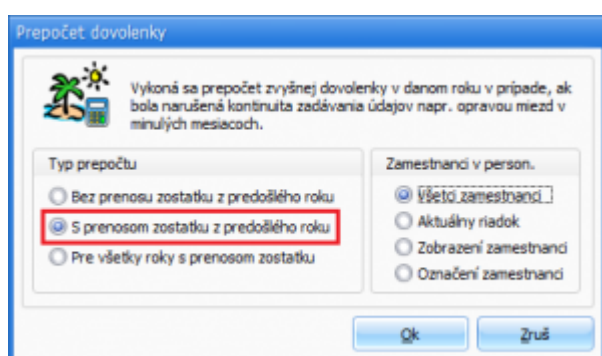 Prepočet dovolenky
Vykoná sa prepočet zvyšnej dovolenky v danom roku v prípade, ak
bola narušená kontinuita zadávania údajov napr. opravou miezd v
minulých mesiacoch.
Typ prepočtu
Bez prenosu zostatku z predošlého roku
S prenosom zostatku z predošlého roku
Pre všetky roky s prenosom zostatku
Zamestnanci v person.
Všetci zamestnanci
Aktuálny riadok
Zobrazení zamestnanci
Označení zamestnanci
Ok
Zruš